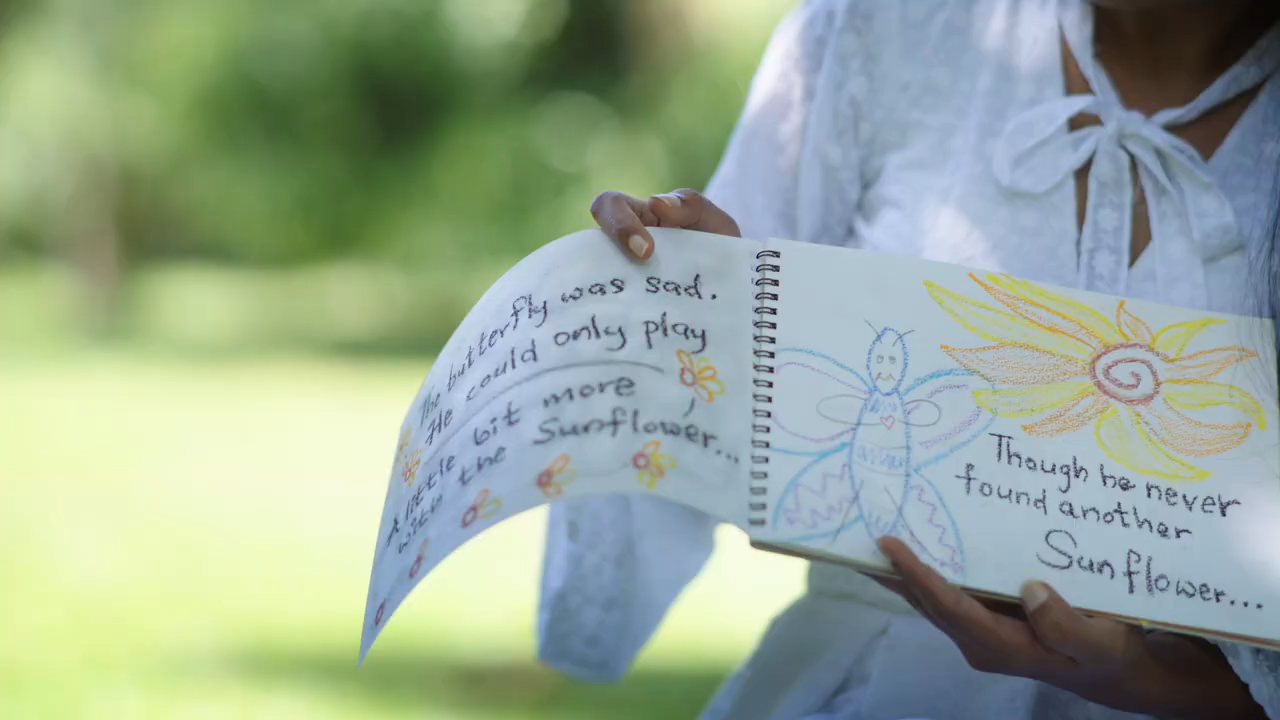 The butterfly was sad.
He could only play
A little bit more
with the Sunflower...
Though he never
found another
Sunflower...